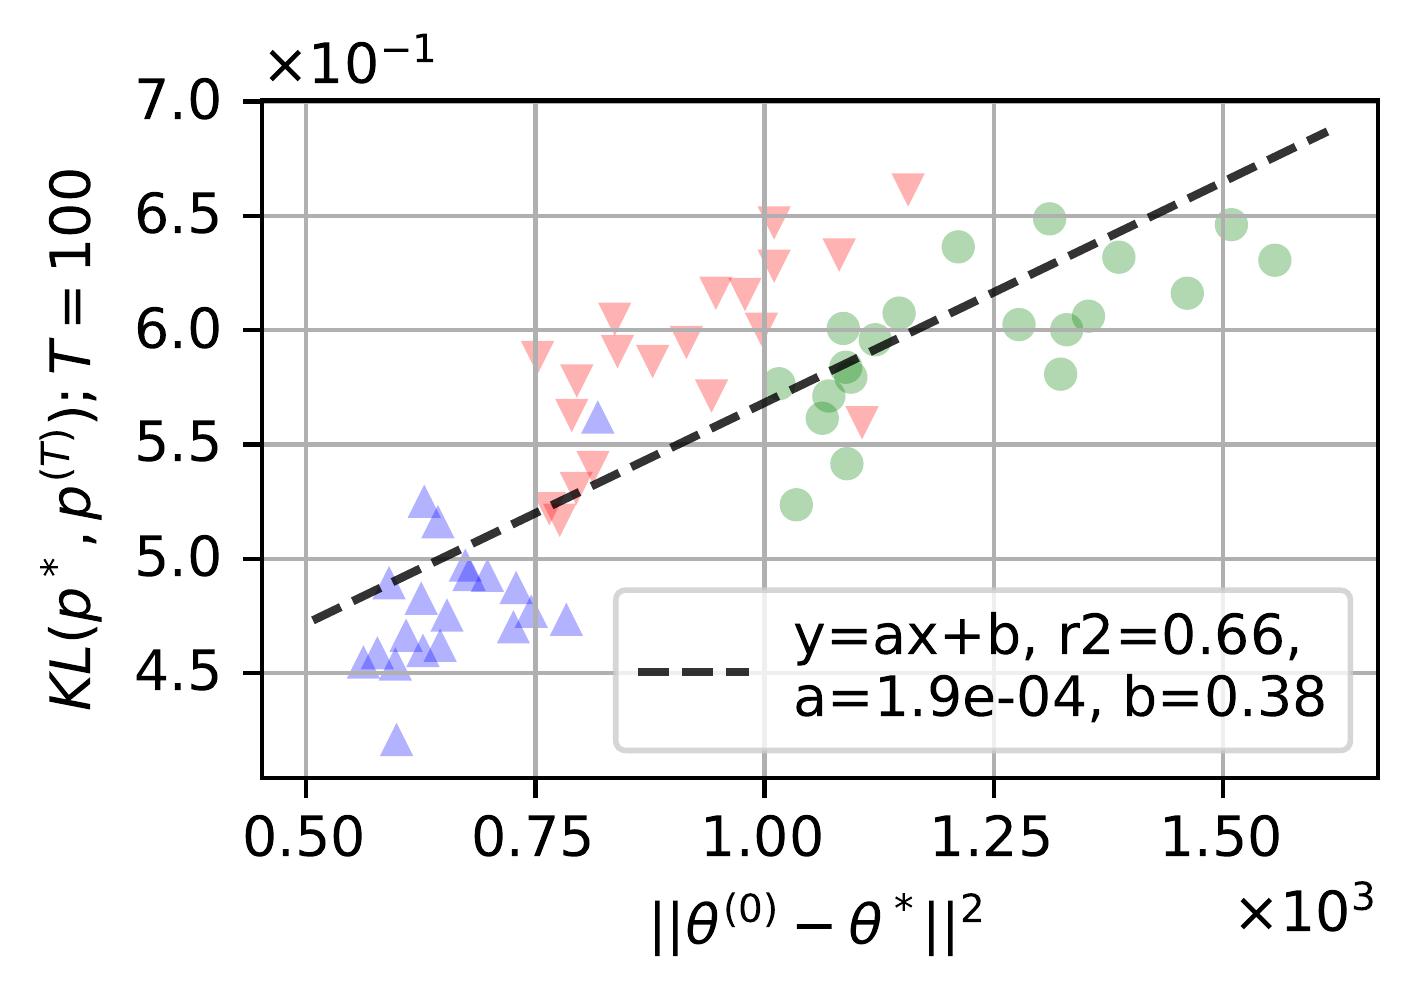 ×10⁻¹
7.0
6.5
6.0
5.5
5.0
4.5
KL(p*, p⁽ᵀ⁾); T = 100
y=ax+b, r2=0.66,
a=1.9e-04, b=0.38
0.50 0.75 1.00 1.25 1.50
||θ⁽⁰⁾ − θ*||²
×10³